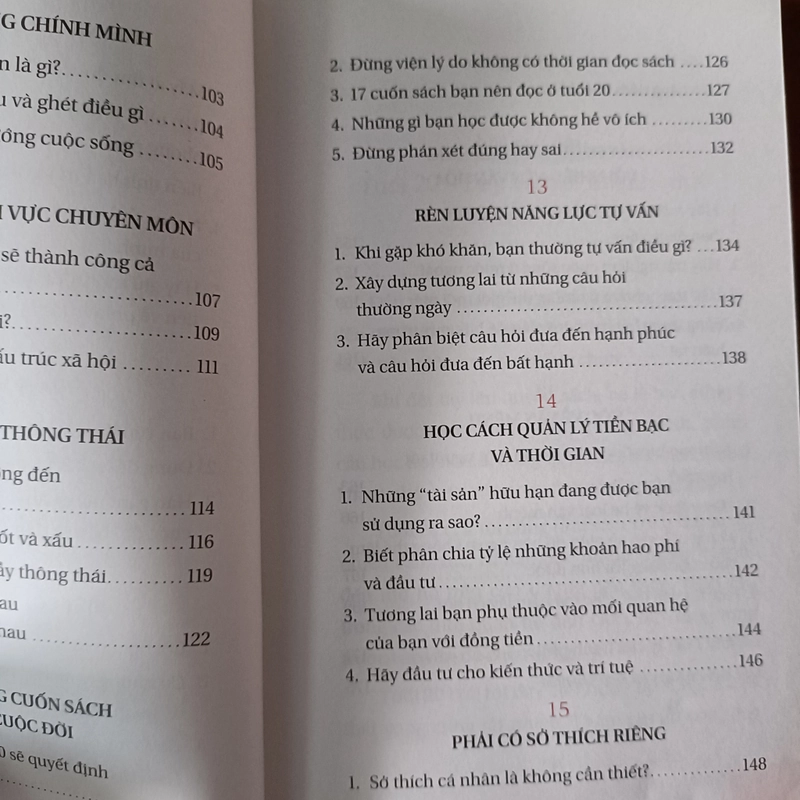 G CHÍNH MÌNH
n là gì?........................103
u và ghét điều gì ............104
ông cuộc sống ............105
VỰC CHUYÊN MÔN
sẽ thành công cả
........................107
i?........................109
ấu trúc xã hội ..........111
THÔNG THÁI
ng đến
........................114
ốt và xấu ................116
ầy thông thái............119
au
hau ........................122
G CUỐN SÁCH
CUỘC ĐỜI
0 sẽ quyết định
2. Đừng viện lý do không có thời gian đọc sách ....126
3. 17 cuốn sách bạn nên đọc ở tuổi 20................127
4. Những gì bạn học được không hề vô ích ..........130
5. Đừng phán xét đúng hay sai......................132
13
RÈN LUYỆN NĂNG LỰC TỰ VẤN
1. Khi gặp khó khăn, bạn thường tự vấn điều gì? ...134
2. Xây dựng tương lai từ những câu hỏi
thường ngày ..................................137
3. Hãy phân biệt câu hỏi đưa đến hạnh phúc
và câu hỏi đưa đến bất hạnh ...................138
14
HỌC CÁCH QUẢN LÝ TIỀN BẠC
VÀ THỜI GIAN
1. Những “tài sản” hữu hạn đang được bạn
sử dụng ra sao?................................141
2. Biết phân chia tỷ lệ những khoản hao phí
và đầu tư.....................................142
3. Tương lai bạn phụ thuộc vào mối quan hệ
của bạn với đồng tiền..........................144
4. Hãy đầu tư cho kiến thức và trí tuệ .............146
15
PHẢI CÓ SỞ THÍCH RIÊNG
1. Sở thích cá nhân là không cần thiết?.............148